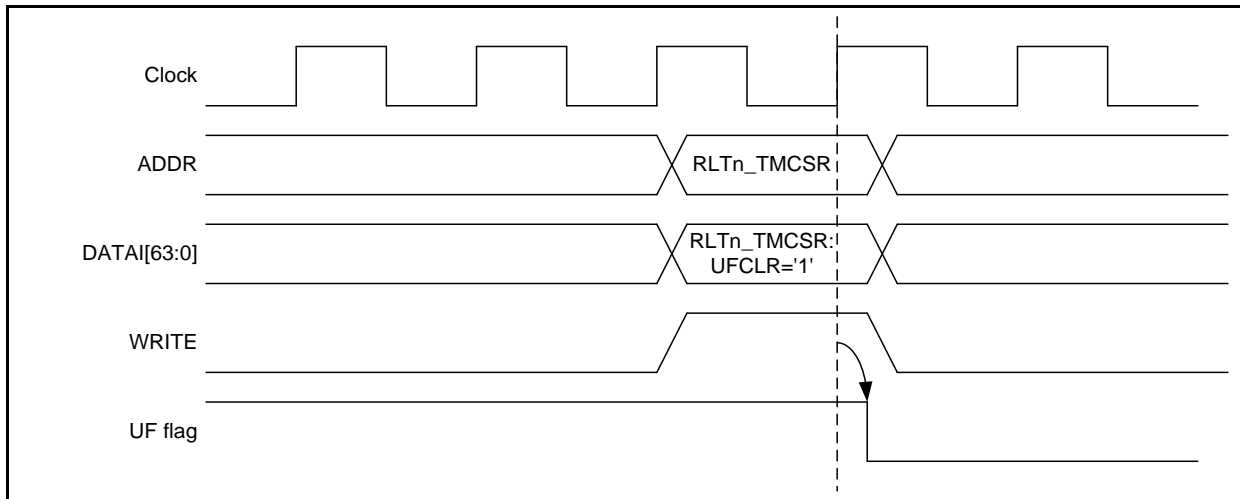 Clock
ADDR
RLTn_TMCSR
DATAI[63:0]
RLTn_TMCSR:
UFCLR='1'
WRITE
UF flag